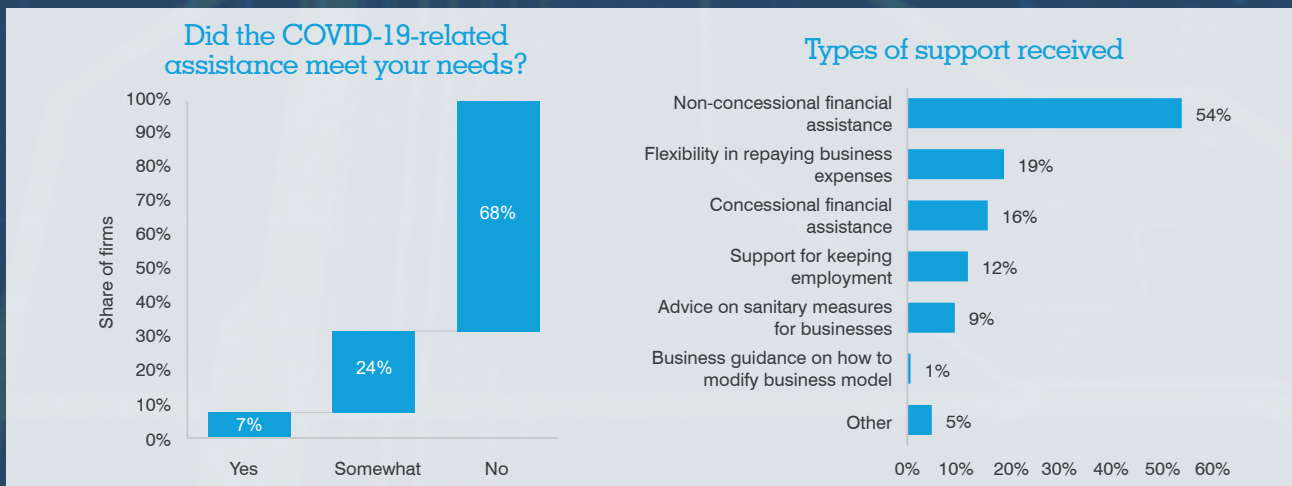 Did the COVID-19-related
assistance meet your needs?
100%
90%
80%
70%
60%
50%
40%
30%
20%
10%
0%
Share of firms
7%
24%
68%
Yes
Somewhat
No
Types of support received
Non-concessional financial
assistance
54%
Flexibility in repaying business
expenses
19%
Concessional financial
assistance
16%
Support for keeping
employment
12%
Advice on sanitary measures
for businesses
9%
Business guidance on how to
modify business model
1%
Other
5%
0% 10% 20% 30% 40% 50% 60%